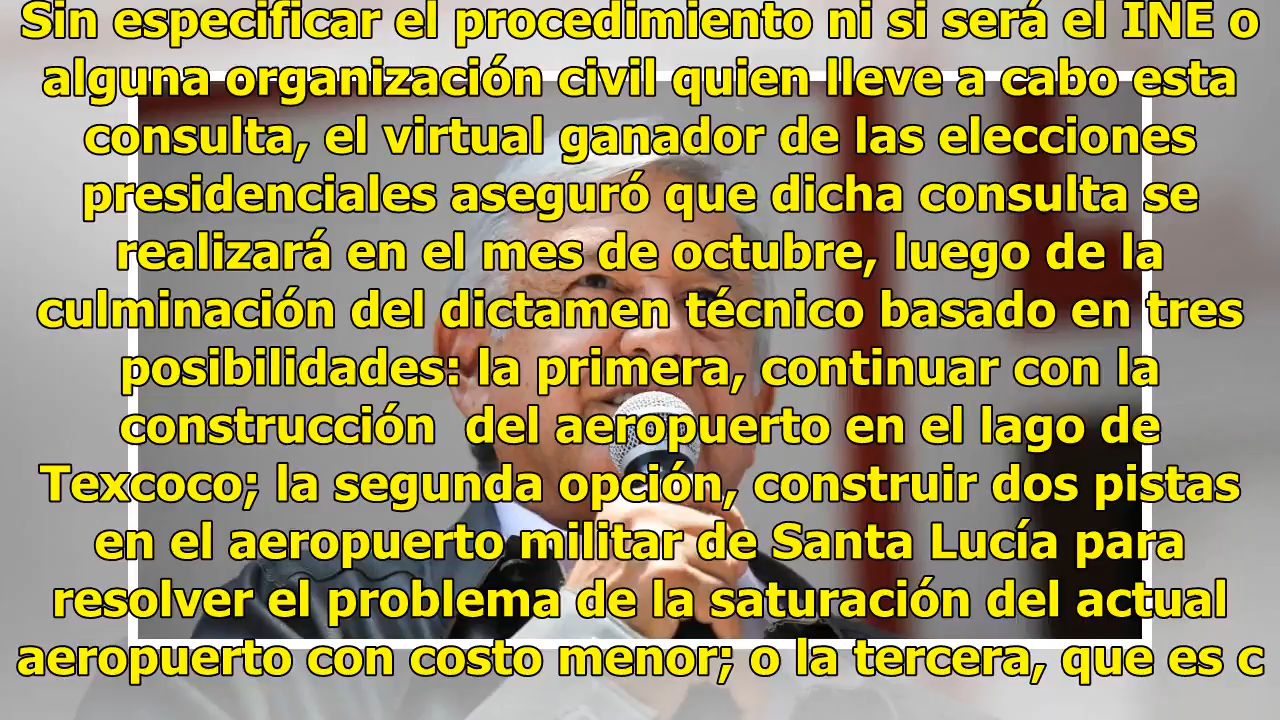 Sin especificar el procedimiento ni si será el INE o
alguna organización civil quien lleve a cabo esta
consulta, el virtual ganador de las elecciones
presidenciales aseguró que dicha consulta se
realizará en el mes de octubre, luego de la
culminación del dictamen técnico basado en tres
posibilidades: la primera, continuar con la
construcción  del aeropuerto en el lago de
Texcoco; la segunda opción, construir dos pistas
en el aeropuerto militar de Santa Lucía para
resolver el problema de la saturación del actual
aeropuerto con costo menor; o la tercera, que es c